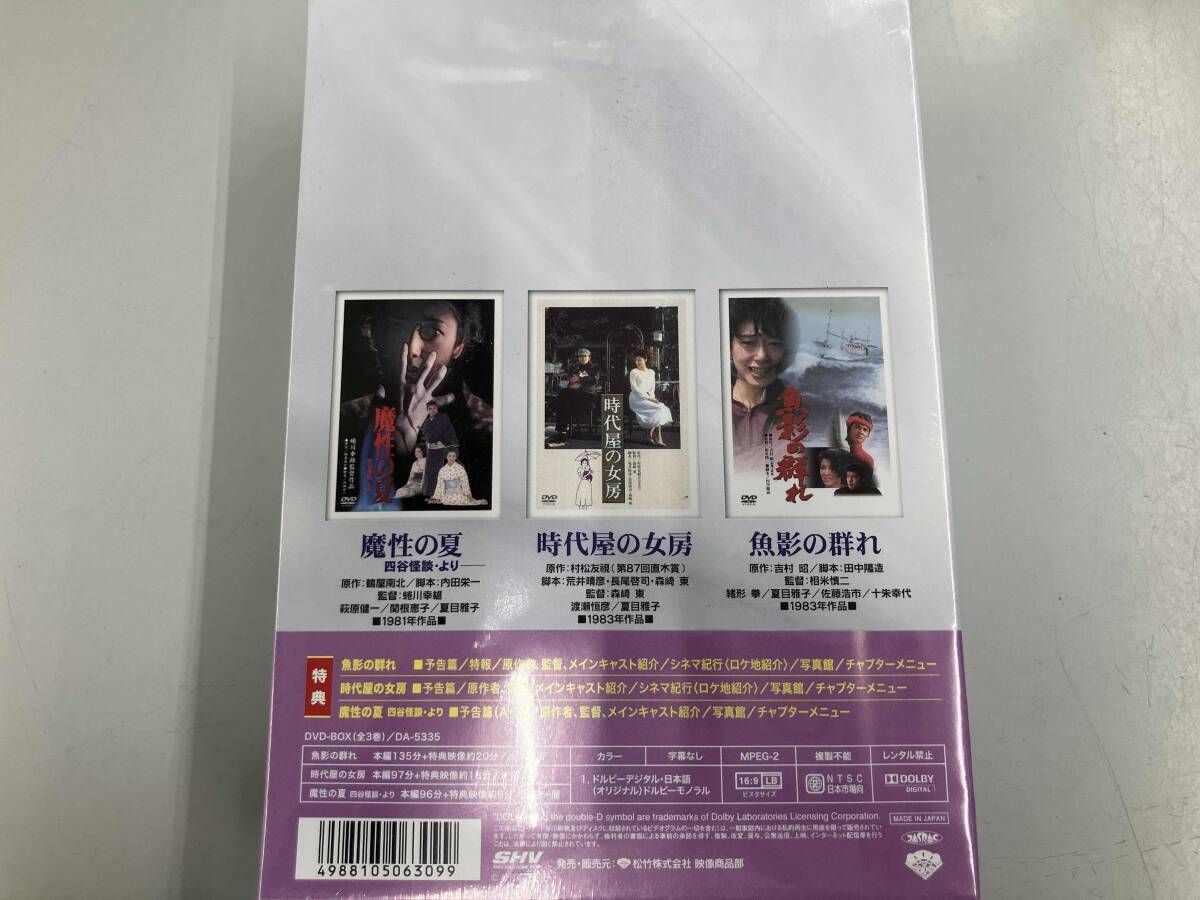 魔性の夏
蜷川幸雄監督作品
DVD
時代屋の女房
DVD
魚影の群れ
DVD
魔性の夏
四谷怪談・より――
原作：鶴屋南北／脚本：内田栄一
監督：蜷川幸雄
萩原健一／関根恵子／夏目雅子
■1981年作品■
時代屋の女房
原作：村松友視（第87回直木賞）
脚本：荒井晴彦・長尾啓司・森崎 東
監督：森崎 東
渡瀬恒彦／夏目雅子
■1983年作品■
魚影の群れ
原作：吉村 昭／脚本：田中陽造
監督：相米慎二
緒形 拳／夏目雅子／佐藤浩市／十朱幸代
■1983年作品■
特典
魚影の群れ ■予告篇／特報／原作者、監督、メインキャスト紹介／シネマ紀行〈ロケ地紹介〉／写真館／チャプターメニュー
時代屋の女房 ■予告篇／原作者、メインキャスト紹介／シネマ紀行〈ロケ地紹介〉／写真館／チャプターメニュー
魔性の夏 四谷怪談・より ■予告篇（A／原作者、監督、メインキャスト紹介／写真館／チャプターメニュー
DVD-BOX（全3巻）／DA-5335
魚影の群れ 本編135分＋特典映像約20分／
時代屋の女房 本編97分＋特典映像約18分／
魔性の夏 四谷怪談・より 本編96分＋特典映像約
カラー 字幕なし MPEG-2 複製不能 レンタル禁止
1. ドルビーデジタル・日本語
（オリジナル）ドルビーモノラル
16:9 LB
ビスタサイズ
NTSC
日本市場向
DOLBY
DIGITAL
"DOLBY" the double-D symbol are trademarks of Dolby Laboratories Licensing Corporation.
MADE IN JAPAN
JASRAC
4988105063099
SHV
発売・販売元： 松竹株式会社 映像商品部